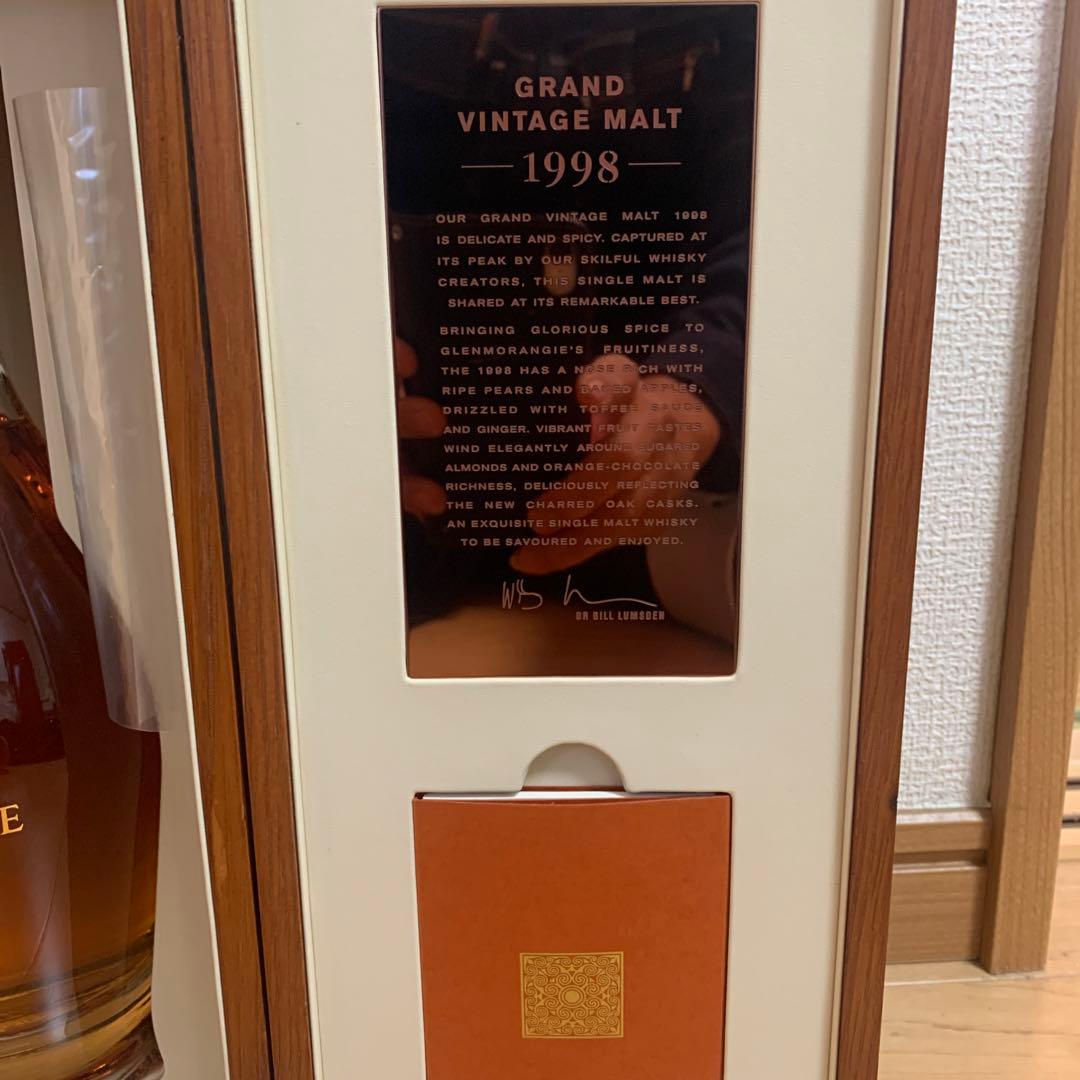 GRAND
VINTAGE MALT
1998
OUR GRAND VINTAGE MALT 1998
IS DELICATE AND SPICY. CAPTURED AT
ITS PEAK BY OUR SKILFUL WHISKY
CREATORS, THIS SINGLE MALT IS
SHARED AT ITS REMARKABLE BEST.
BRINGING GLORIOUS SPICE TO
GLENMORANGIE'S FRUITINESS,
THE 1998 HAS A NOSE RICH WITH
RIPE PEARS AND BAKED APPLES,
DRIZZLED WITH TOFFEE SAUCE
AND GINGER. VIBRANT FRUIT TASTES
WIND ELEGANTLY AROUND SUGARED
ALMONDS AND ORANGE-CHOCOLATE
RICHNESS, DELICIOUSLY REFLECTING
THE NEW CHARRED OAK CASKS.
AN EXQUISITE SINGLE MALT WHISKY
TO BE SAVOURED AND ENJOYED.
DR BILL LUMSDEN
E